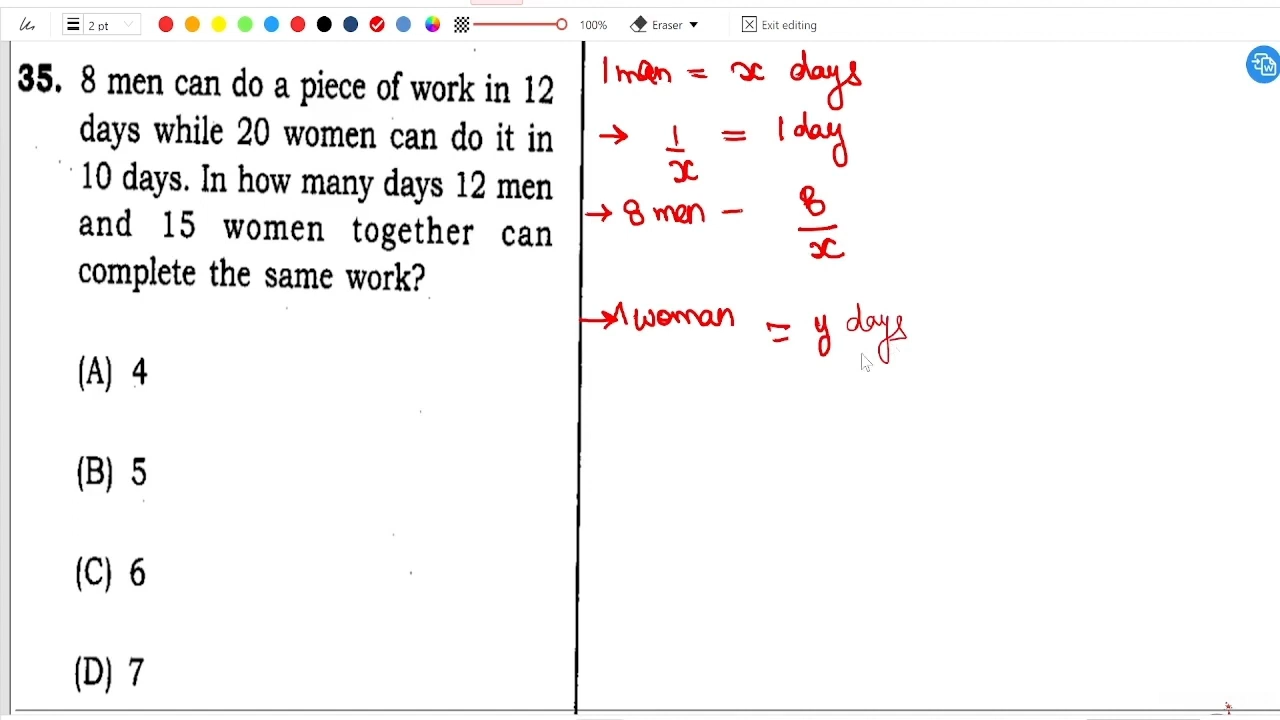 2 pt
100%
Eraser
Exit editing
35. 8 men can do a piece of work in 12
days while 20 women can do it in
10 days. In how many days 12 men
and 15 women together can
complete the same work?
(A) 4
(B) 5
(C) 6
(D) 7
1 man = x days
→ 1/x = 1 day
→ 8 men – 8/x
→ 1 woman = y days